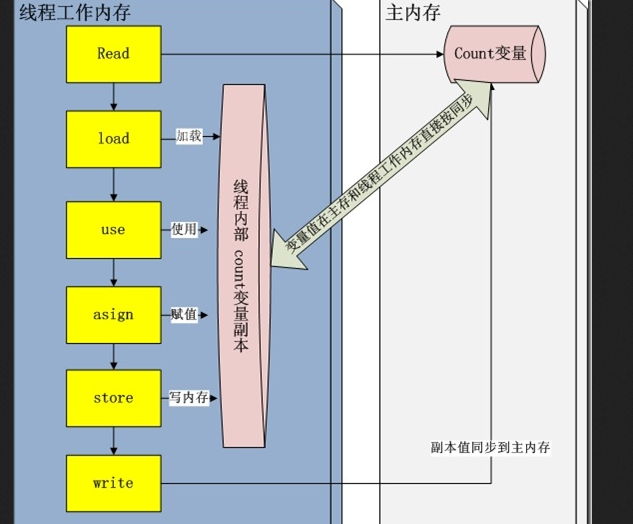 线程工作内存
主内存
Read
Count变量
load
加载
变量值在主存和线程工作内存直接按同步
线程内部 count变量副本
use
使用
asign
赋值
store
写内存
副本值同步到主内存
write